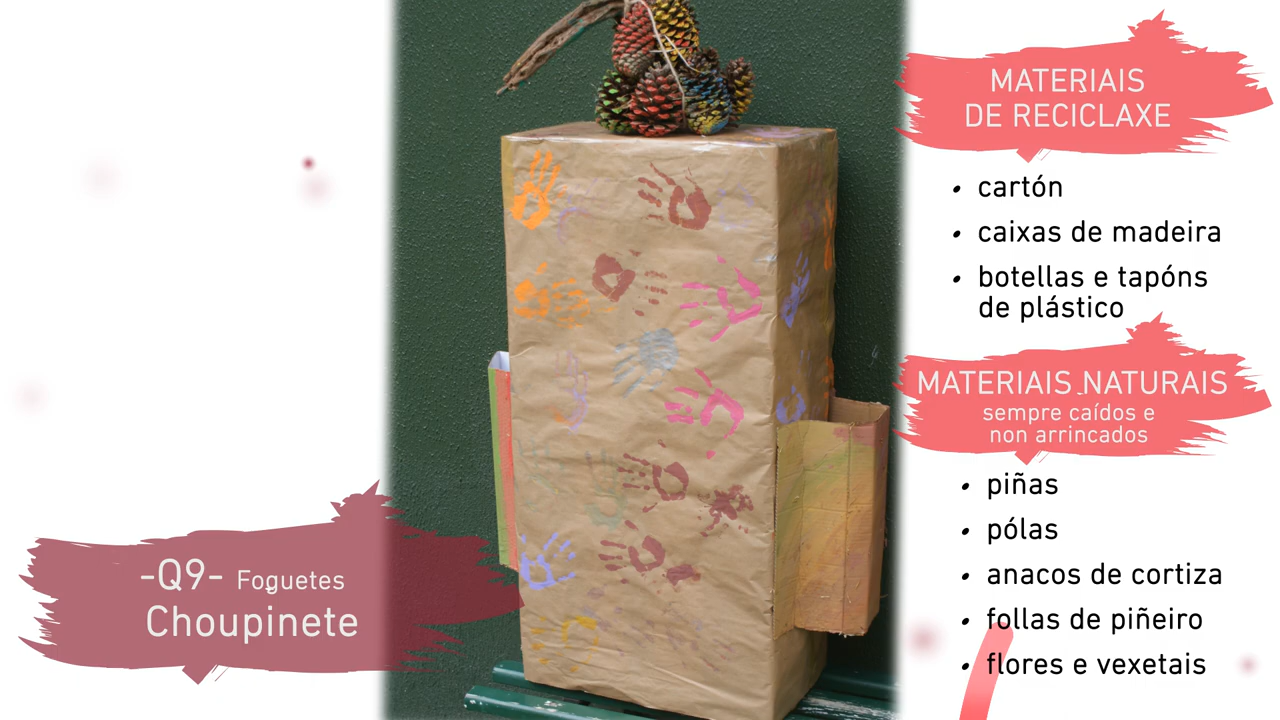 -Q9- Foguetes
Choupinete
MATERIAIS
DE RECICLAXE
• cartón
• caixas de madeira
• botellas e tapóns
de plástico
MATERIAIS NATURAIS
sempre caídos e
non arrincados
• piñas
• pólas
• anacos de cortiza
• follas de piñeiro
• flores e vexetais